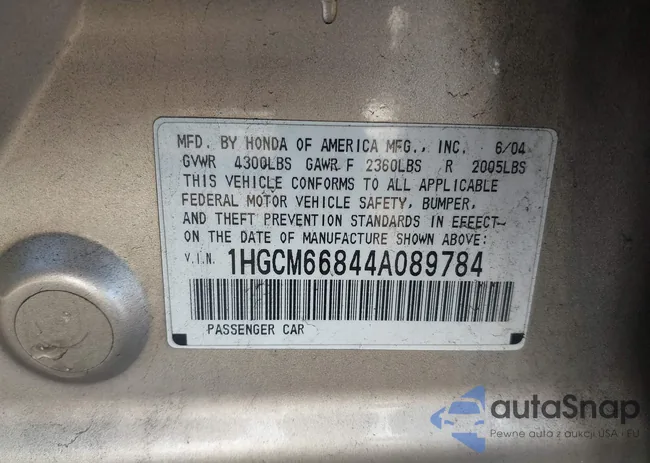 MFD. BY HONDA OF AMERICA MFG., INC. 6/04
GVWR 4300LBS GAWR F 2360LBS R 2005LBS
THIS VEHICLE CONFORMS TO ALL APPLICABLE
FEDERAL MOTOR VEHICLE SAFETY, BUMPER,
AND THEFT PREVENTION STANDARDS IN EFFECT
ON THE DATE OF MANUFACTURE SHOWN ABOVE:
V.I.N. 1HGCM66844A089784
PASSENGER CAR
autaSnap
Pewne auta z aukcji USA - EU